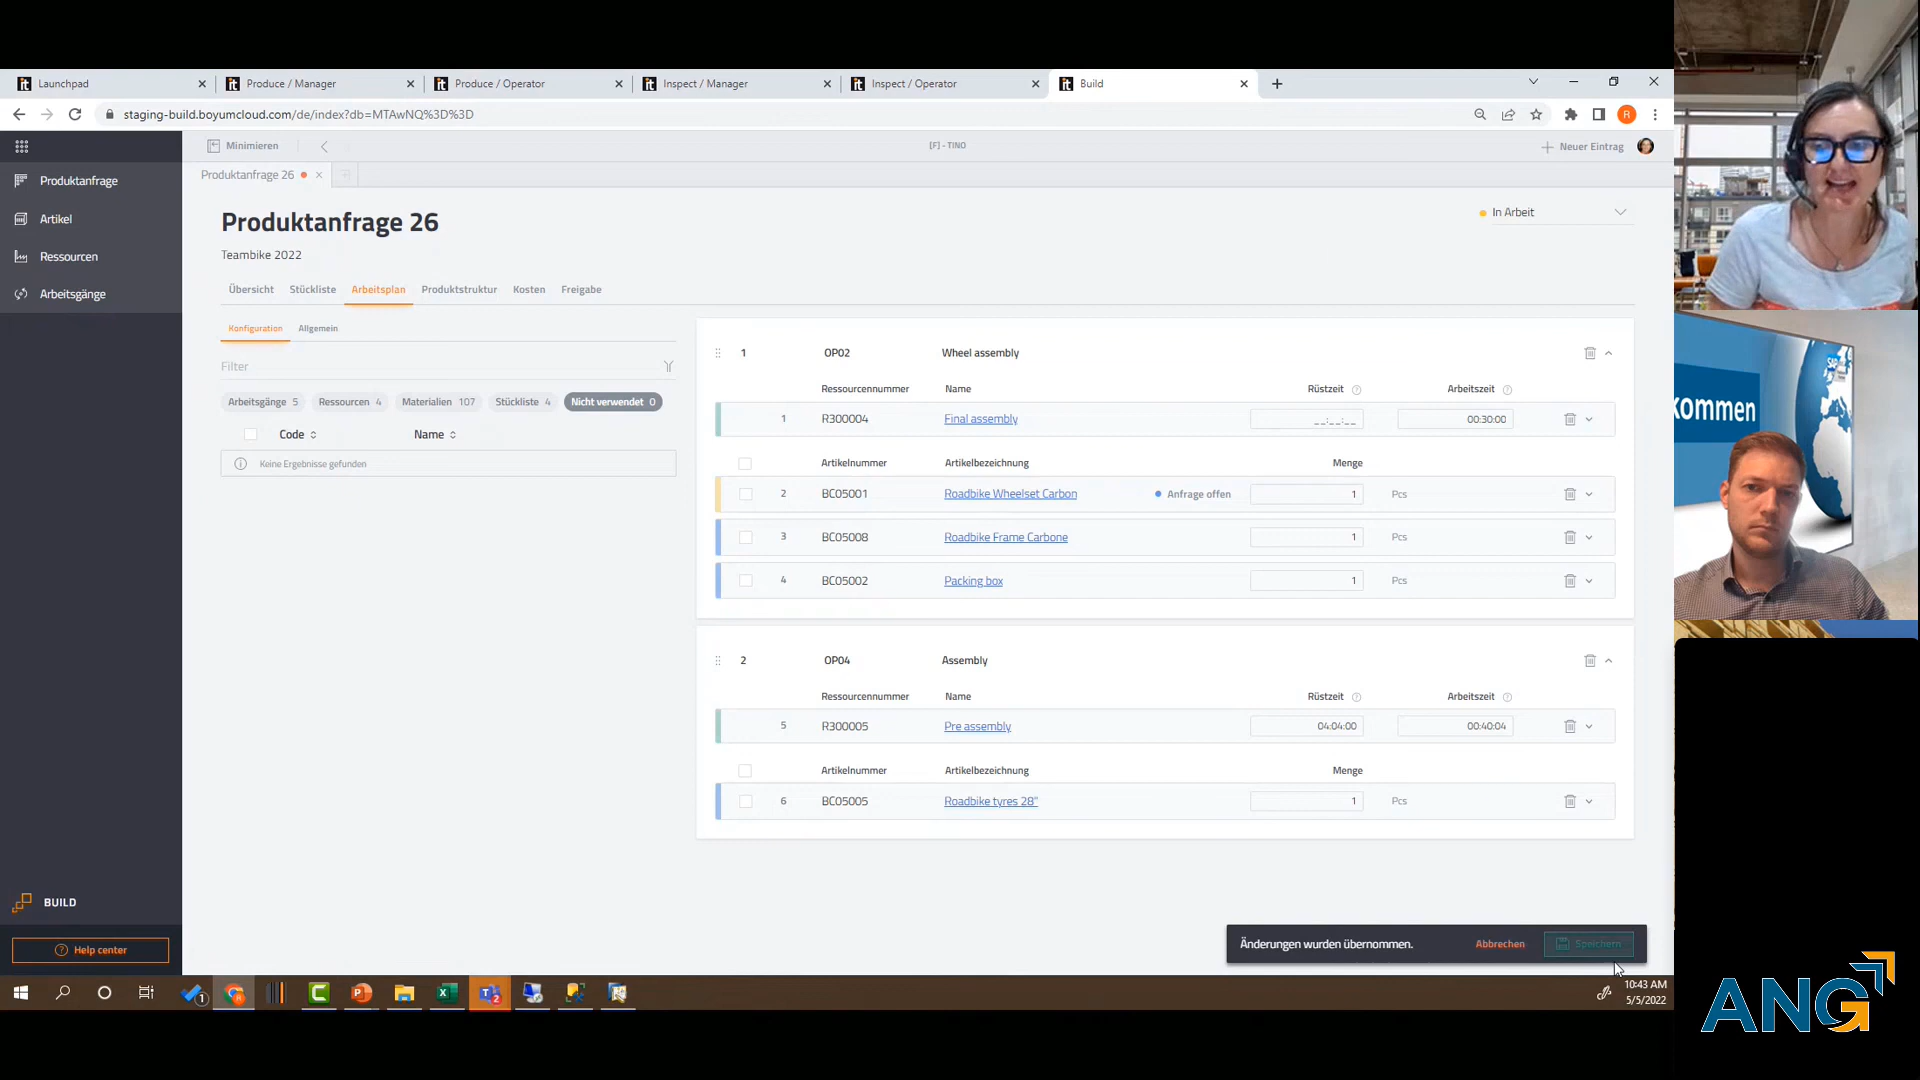 Launchpad
Produce / Manager
Produce / Operator
Inspect / Manager
Inspect / Operator
Build
staging-build.boyumcloud.com/de/index?db=MTAwNQ%3D%3D
R
Minimieren
[F] - TINO
Neuer Eintrag
Produktanfrage
Artikel
Ressourcen
Arbeitsgänge
Produktanfrage 26
Produktanfrage 26
In Arbeit
Teambike 2022
Übersicht Stückliste Arbeitsplan Produktstruktur Kosten Freigabe
Konfiguration Allgemein
Filter
Arbeitsgänge 5 Ressourcen 4 Materialien 107 Stückliste 4 Nicht verwendet 0
Code Name
Keine Ergebnisse gefunden
1 OP02 Wheel assembly
Ressourcennummer Name Rüstzeit Arbeitszeit
1 R300004 Final assembly __:__:__ 00:30:00
Artikelnummer Artikelbezeichnung Menge
2 BC05001 Roadbike Wheelset Carbon Anfrage offen 1 Pcs
3 BC05008 Roadbike Frame Carbone 1 Pcs
4 BC05002 Packing box 1 Pcs
2 OP04 Assembly
Ressourcennummer Name Rüstzeit Arbeitszeit
5 R300005 Pre assembly 04:04:00 00:40:04
Artikelnummer Artikelbezeichnung Menge
6 BC05005 Roadbike tyres 28" 1 Pcs
BUILD
Help center
Änderungen wurden übernommen. Abbrechen Speichern
10:43 AM
5/5/2022
kommen
ANG